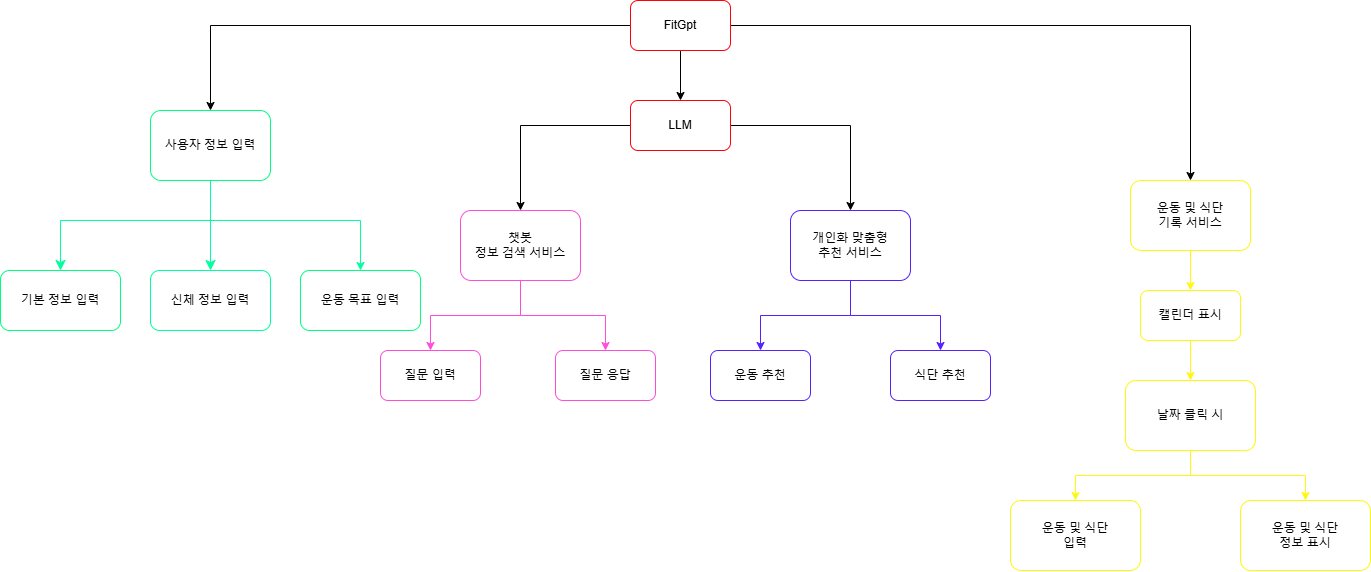 FitGpt
LLM
사용자 정보 입력
기본 정보 입력
신체 정보 입력
운동 목표 입력
챗봇
정보 검색 서비스
질문 입력
질문 응답
개인화 맞춤형
추천 서비스
운동 추천
식단 추천
운동 및 식단
기록 서비스
캘린더 표시
날짜 클릭 시
운동 및 식단
입력
운동 및 식단
정보 표시